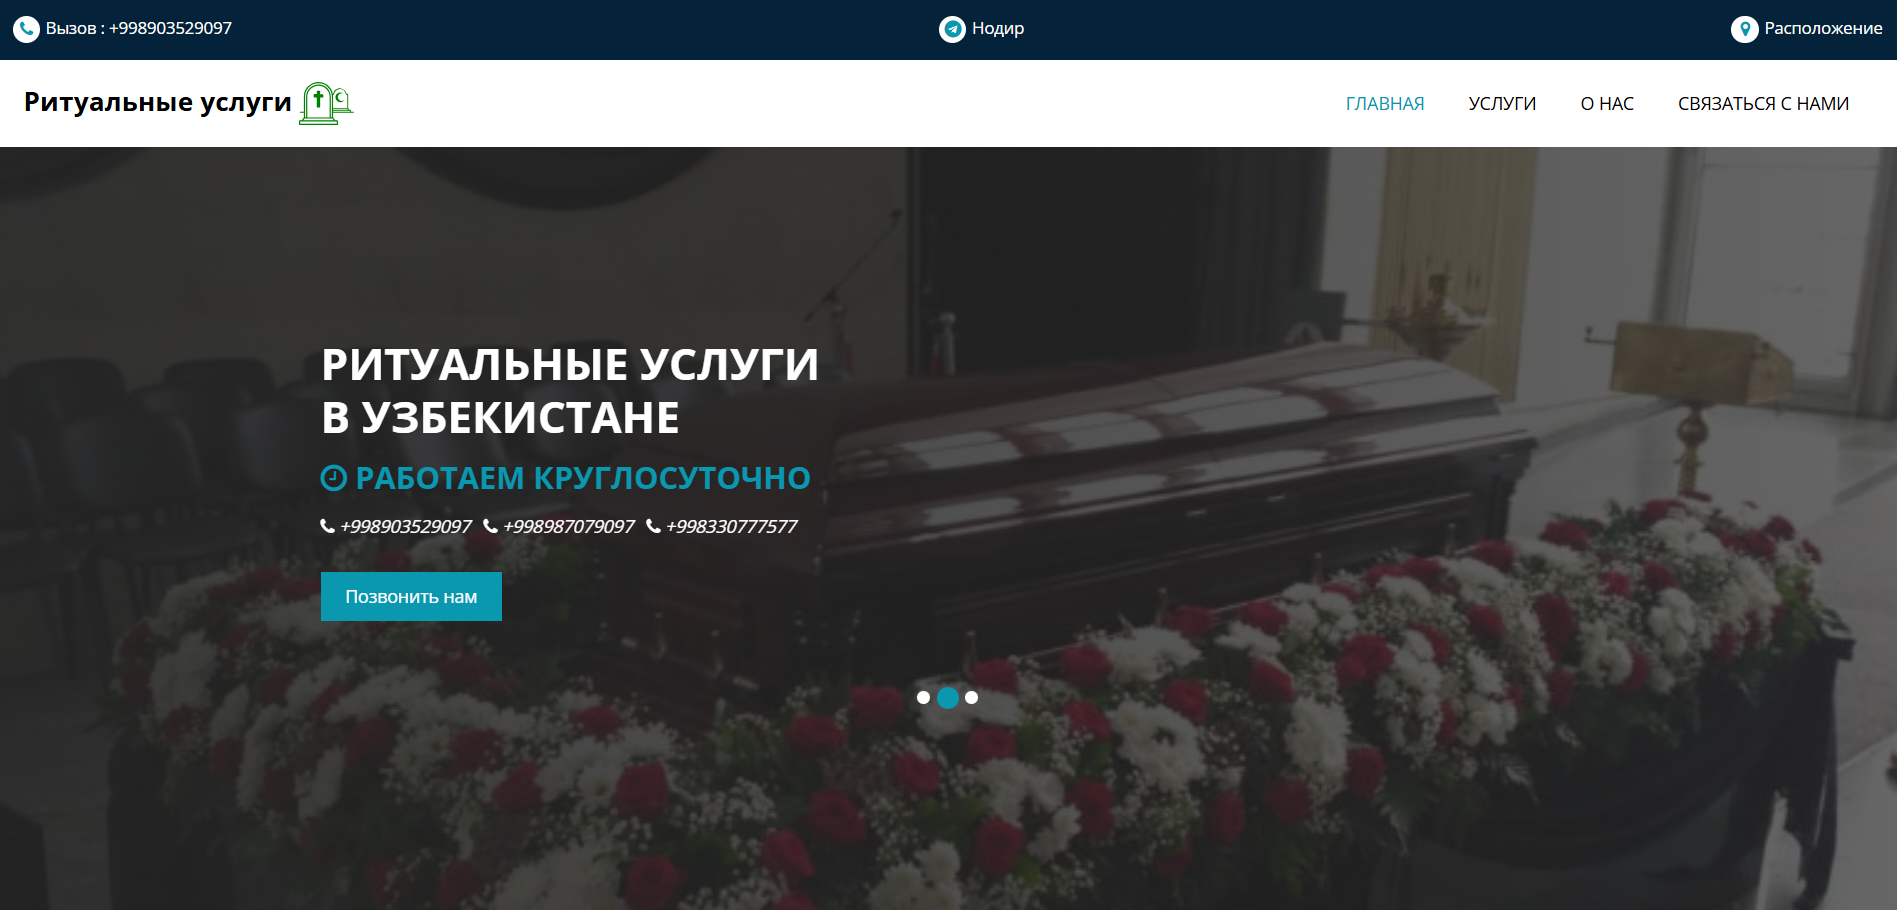 Вызов : +998903529097
Нодир
Расположение
Ритуальные услуги
ГЛАВНАЯ
УСЛУГИ
О НАС
СВЯЗАТЬСЯ С НАМИ
РИТУАЛЬНЫЕ УСЛУГИ
В УЗБЕКИСТАНЕ
РАБОТАЕМ КРУГЛОСУТОЧНО
+998903529097 +998987079097 +998330777577
Позвонить нам